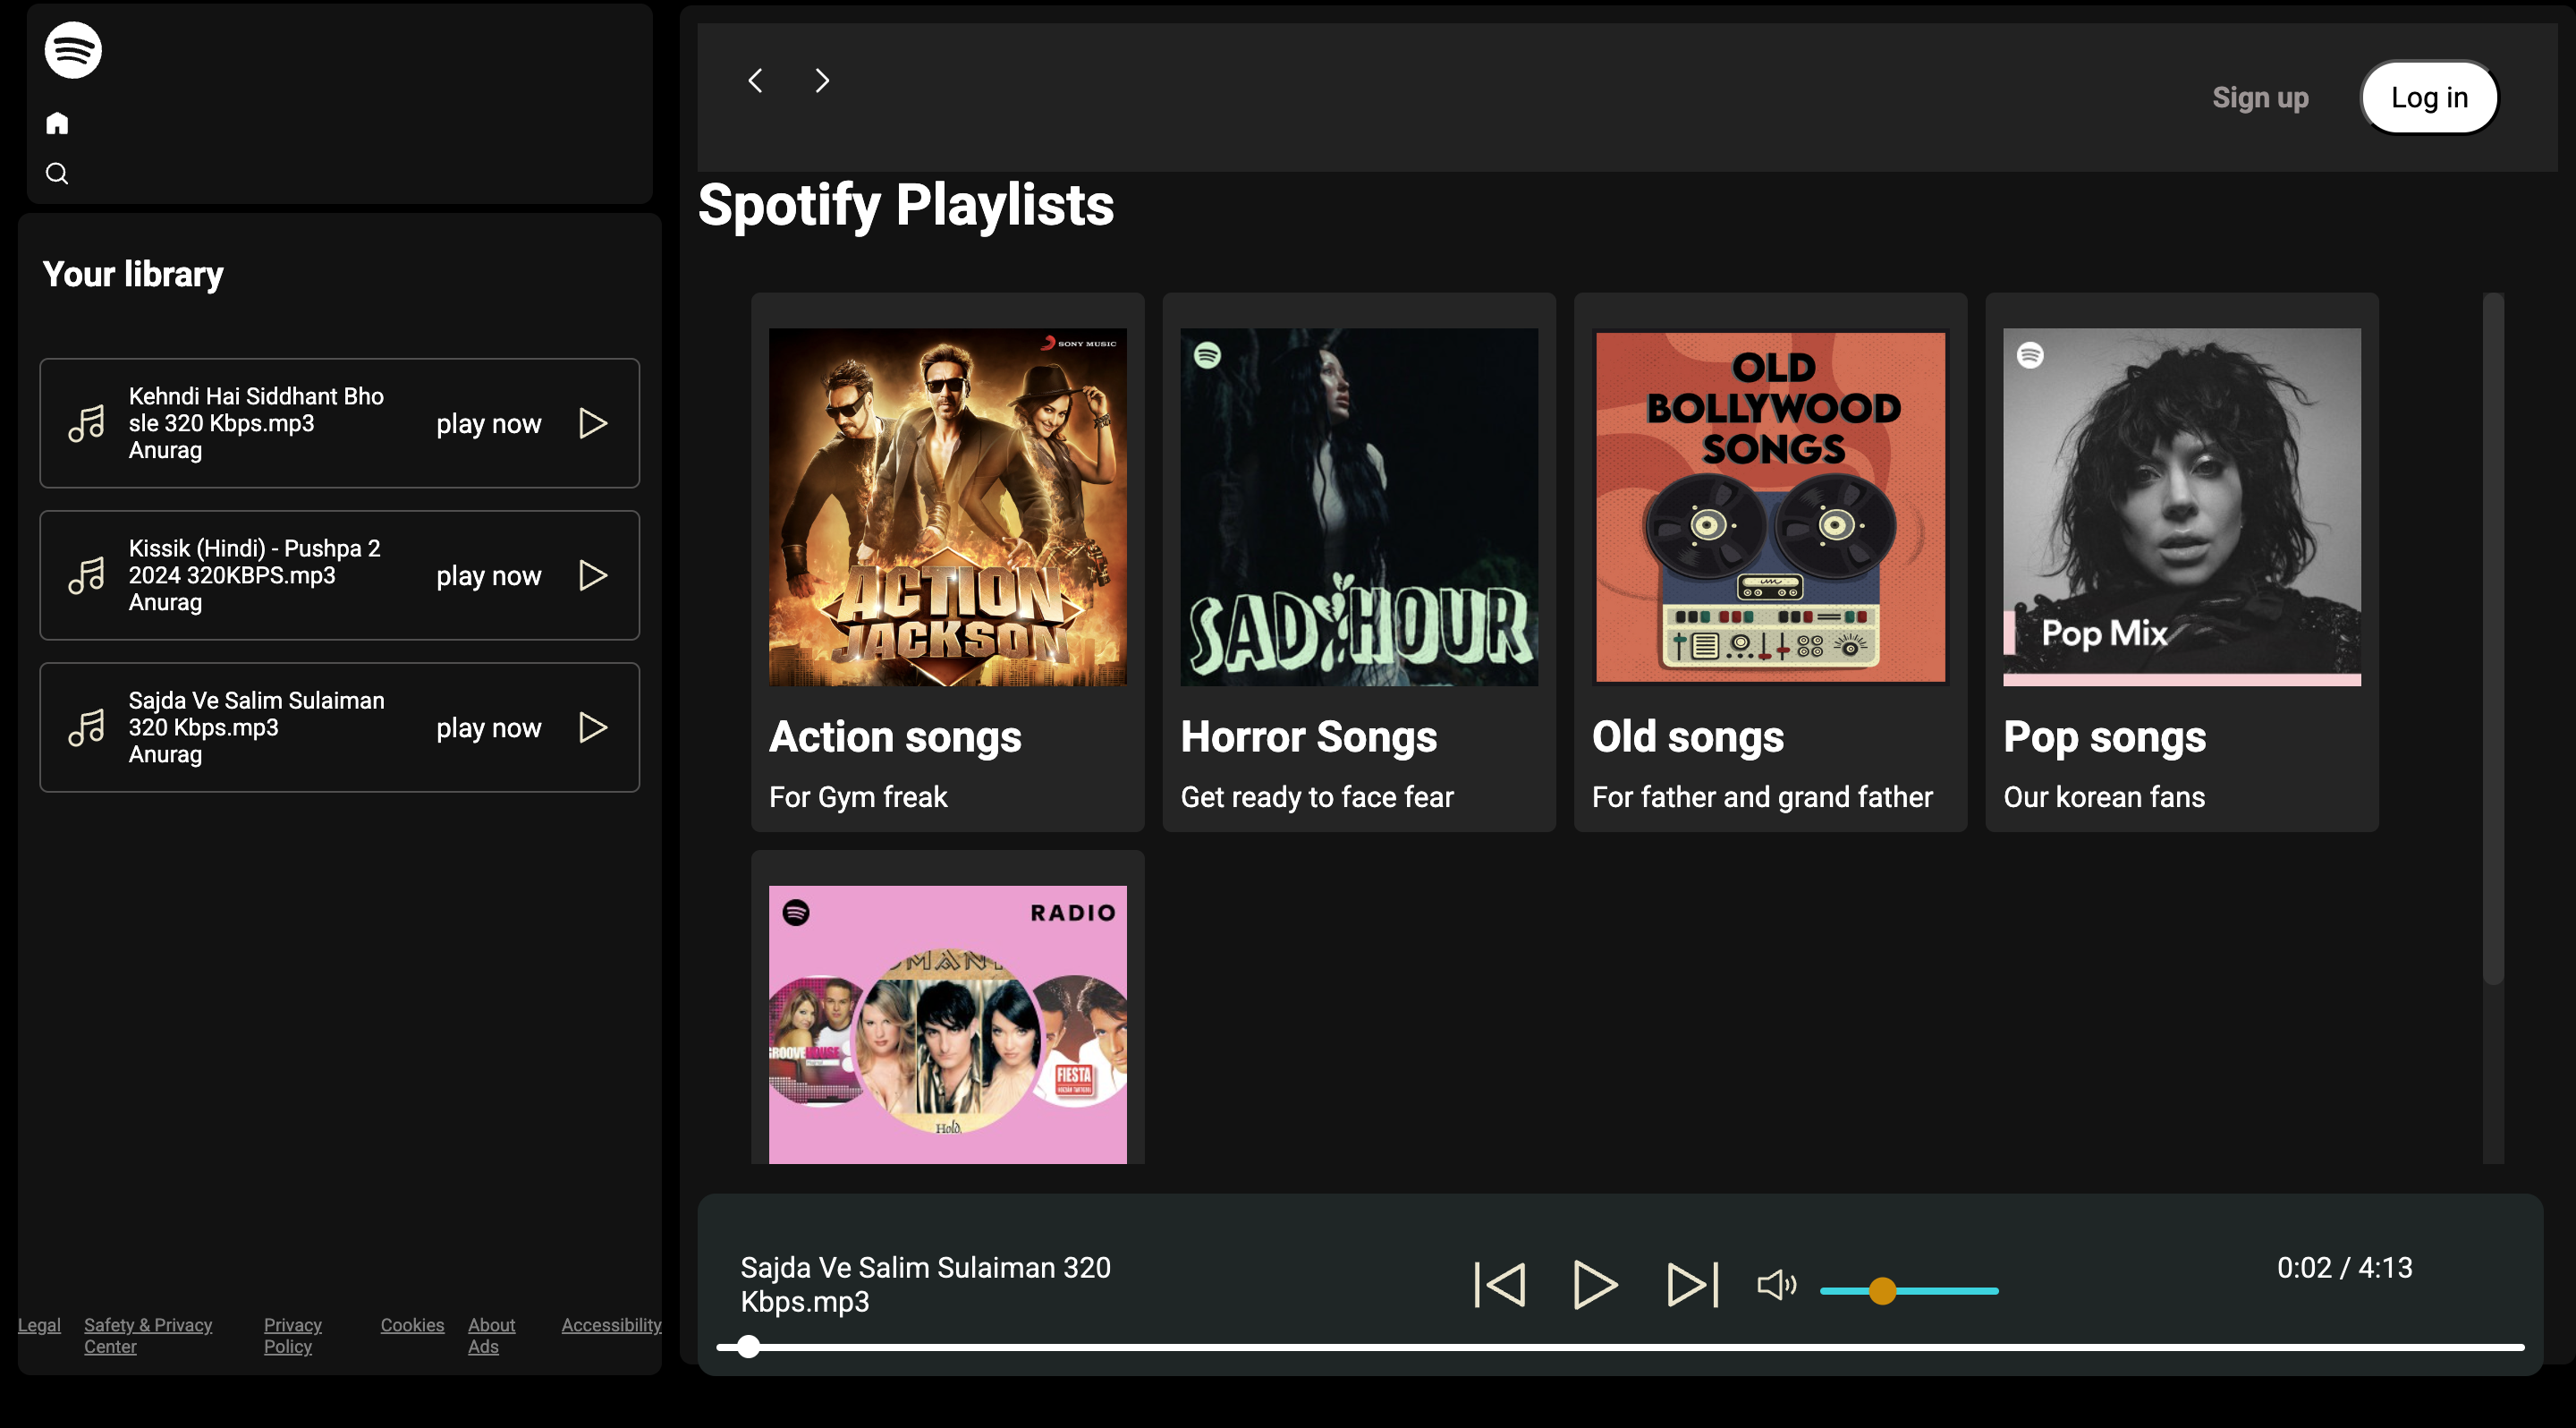 Sign up
Log in
Spotify Playlists
Your library
Kehndi Hai Siddhant Bho
sle 320 Kbps.mp3
Anurag
play now
Kissik (Hindi) - Pushpa 2
2024 320KBPS.mp3
Anurag
play now
Sajda Ve Salim Sulaiman
320 Kbps.mp3
Anurag
play now
Legal
Safety & Privacy
Center
Privacy
Policy
Cookies
About
Ads
Accessibility
SONY MUSIC
ACTION
JACKSON
Action songs
For Gym freak
SAD HOUR
Horror Songs
Get ready to face fear
OLD
BOLLYWOOD
SONGS
Old songs
For father and grand father
Pop Mix
Pop songs
Our korean fans
RADIO
GROOVEHOUSE
Hold
FIESTA
Sajda Ve Salim Sulaiman 320
Kbps.mp3
0:02 / 4:13